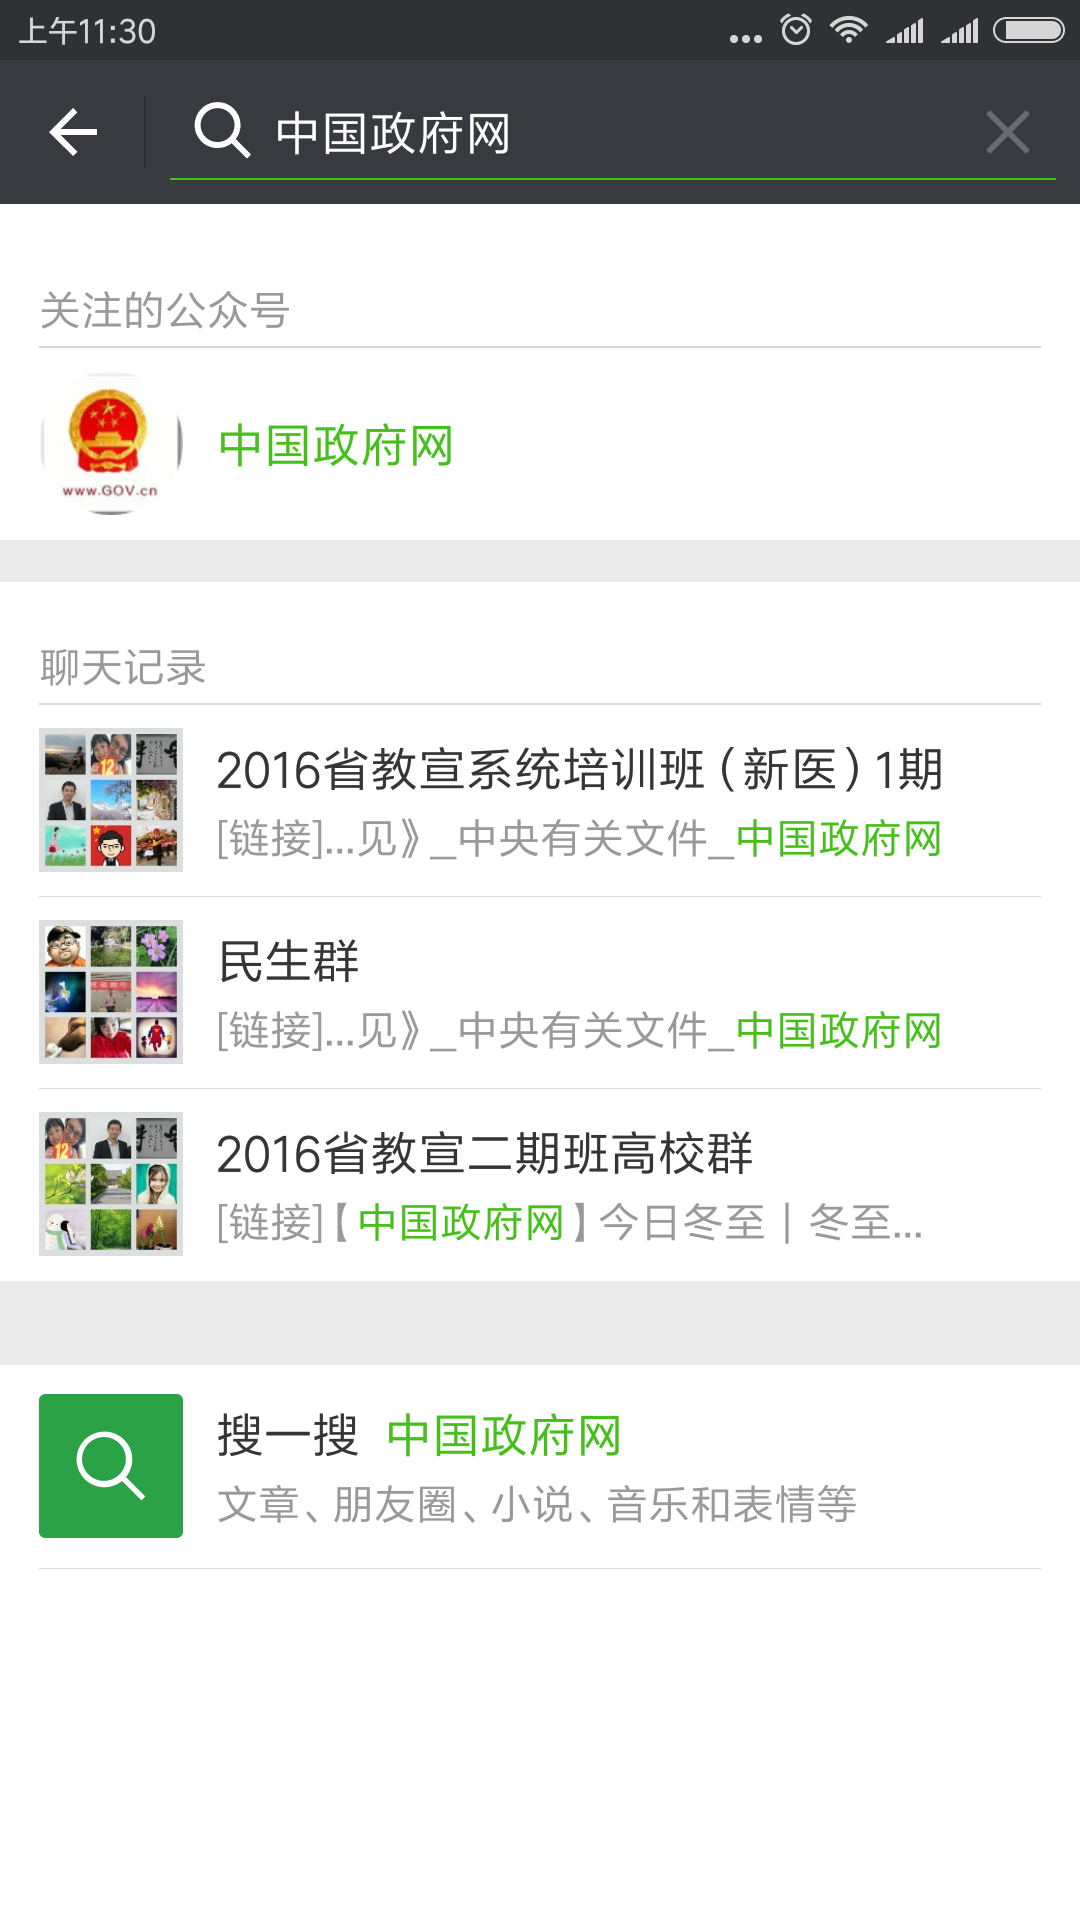 上午11:30
中国政府网
关注的公众号
www.GOV.cn
中国政府网
聊天记录
2016省教宣系统培训班（新医）1期
[链接]...见》_中央有关文件_中国政府网
民生群
[链接]...见》_中央有关文件_中国政府网
2016省教宣二期班高校群
[链接]【中国政府网】今日冬至｜冬至...
搜一搜 中国政府网
文章、朋友圈、小说、音乐和表情等